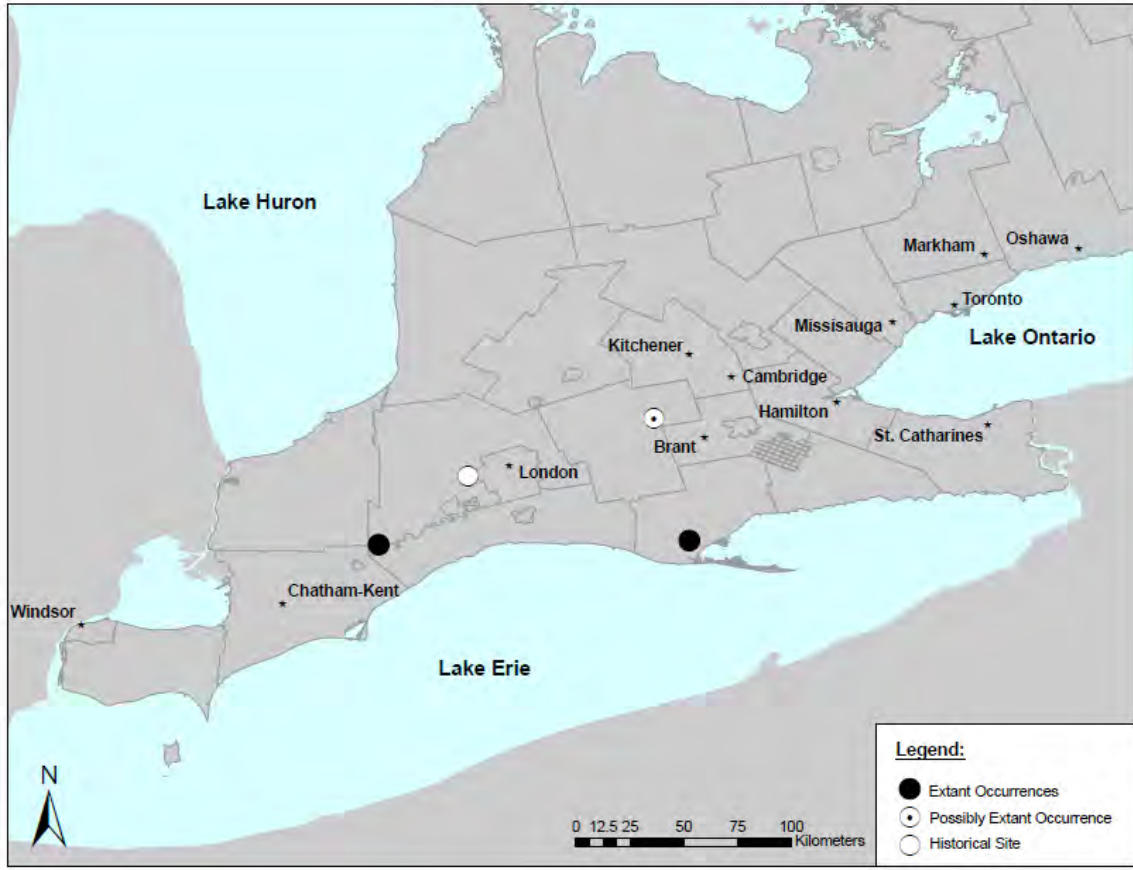 Lake Huron
Markham
Oshawa
Toronto
Missisauga
Lake Ontario
Kitchener
Cambridge
Hamilton
St. Catharines
Brant
London
Chatham-Kent
Windsor
Lake Erie
N
0 12.5 25 50 75 100
Kilometers
Legend:
Extant Occurrences
Possibly Extant Occurrence
Historical Site